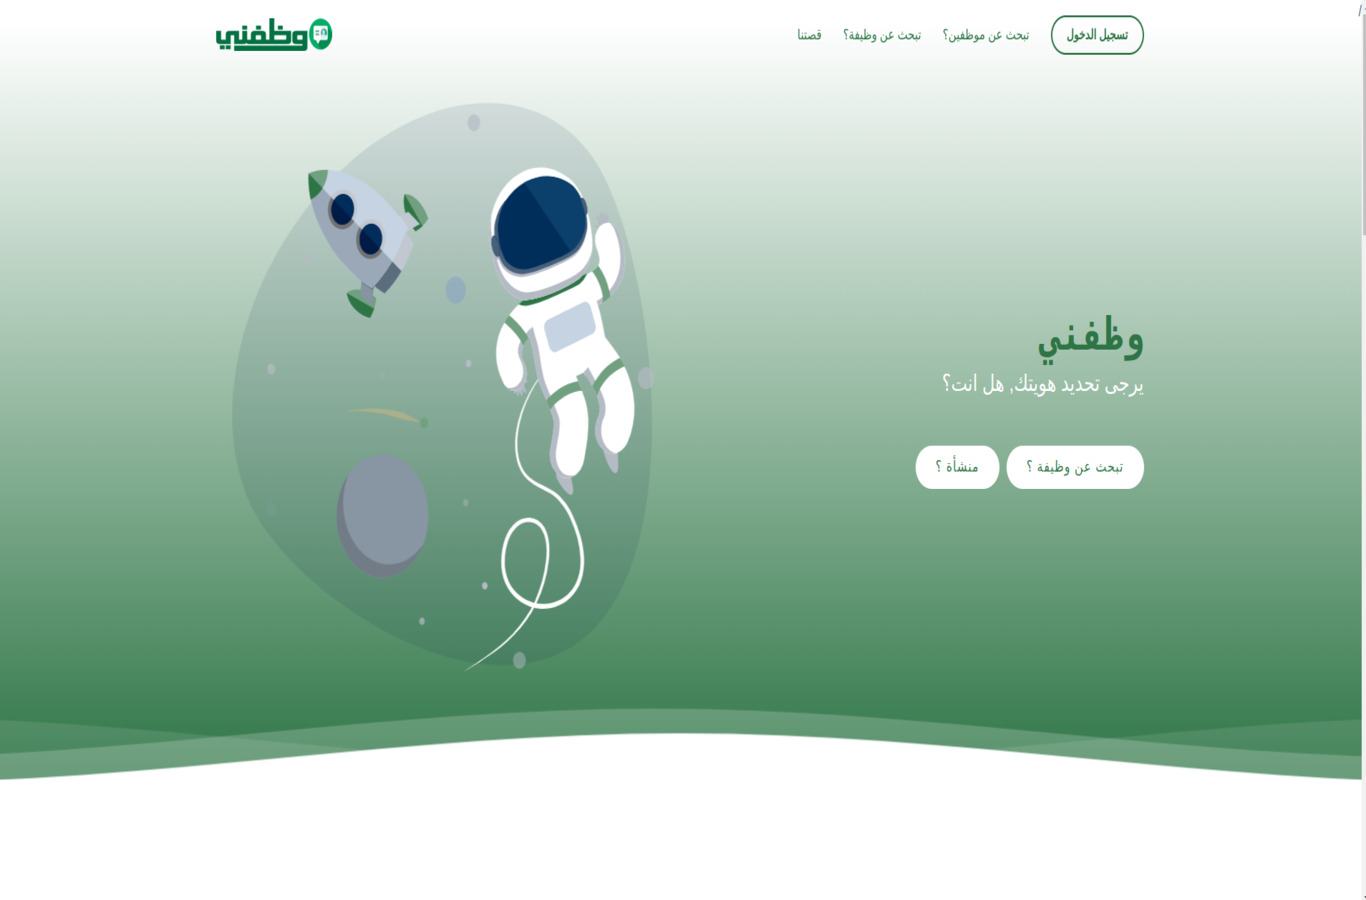 تسجيل الدخول
تبحث عن موظفين؟
تبحث عن وظيفة؟
قصتنا
وظفني
وظفني
يرجى تحديد هويتك, هل انت؟
تبحث عن وظيفة ؟
منشأة ؟